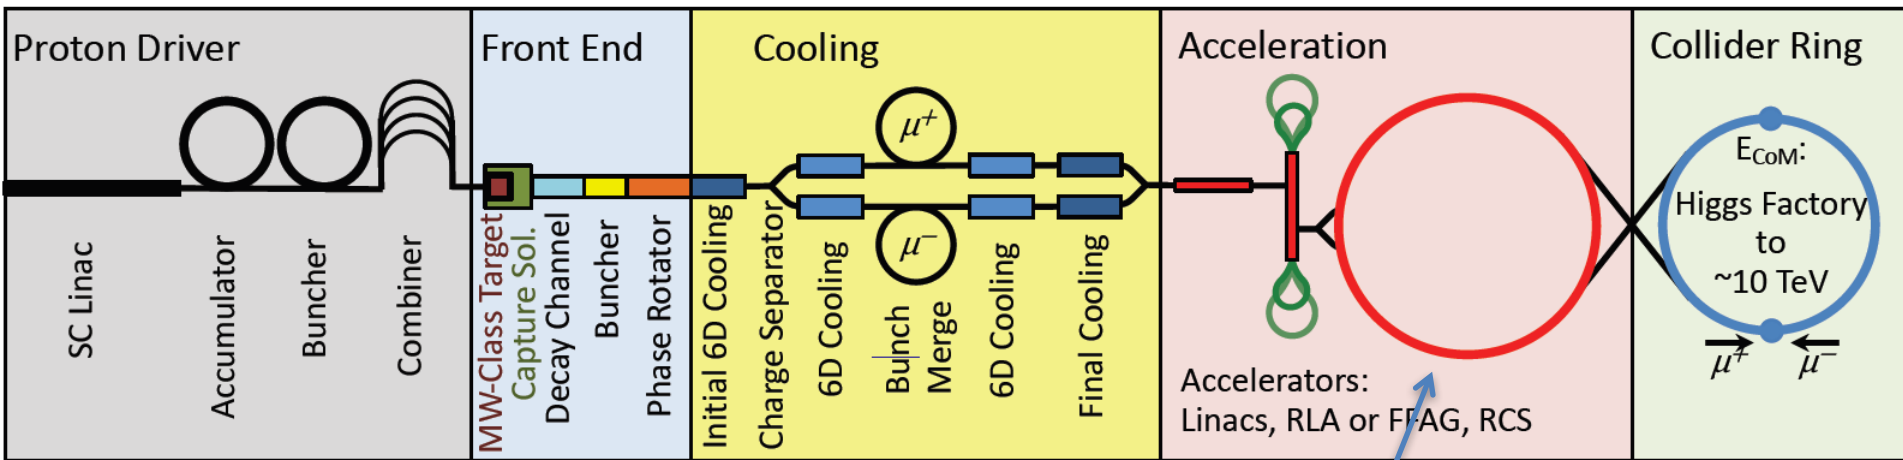 Proton Driver
SC Linac
Accumulator
Buncher
Combiner
Front End
MW-Class Target
Capture Sol.
Decay Channel
Buncher
Phase Rotator
Cooling
μ+
μ−
Initial 6D Cooling
Charge Separator
6D Cooling
Bunch
Merge
6D Cooling
Final Cooling
Acceleration
Accelerators:
Linacs, RLA or FFAG, RCS
Collider Ring
E_CoM:
Higgs Factory
to
~10 TeV
μ+
μ−